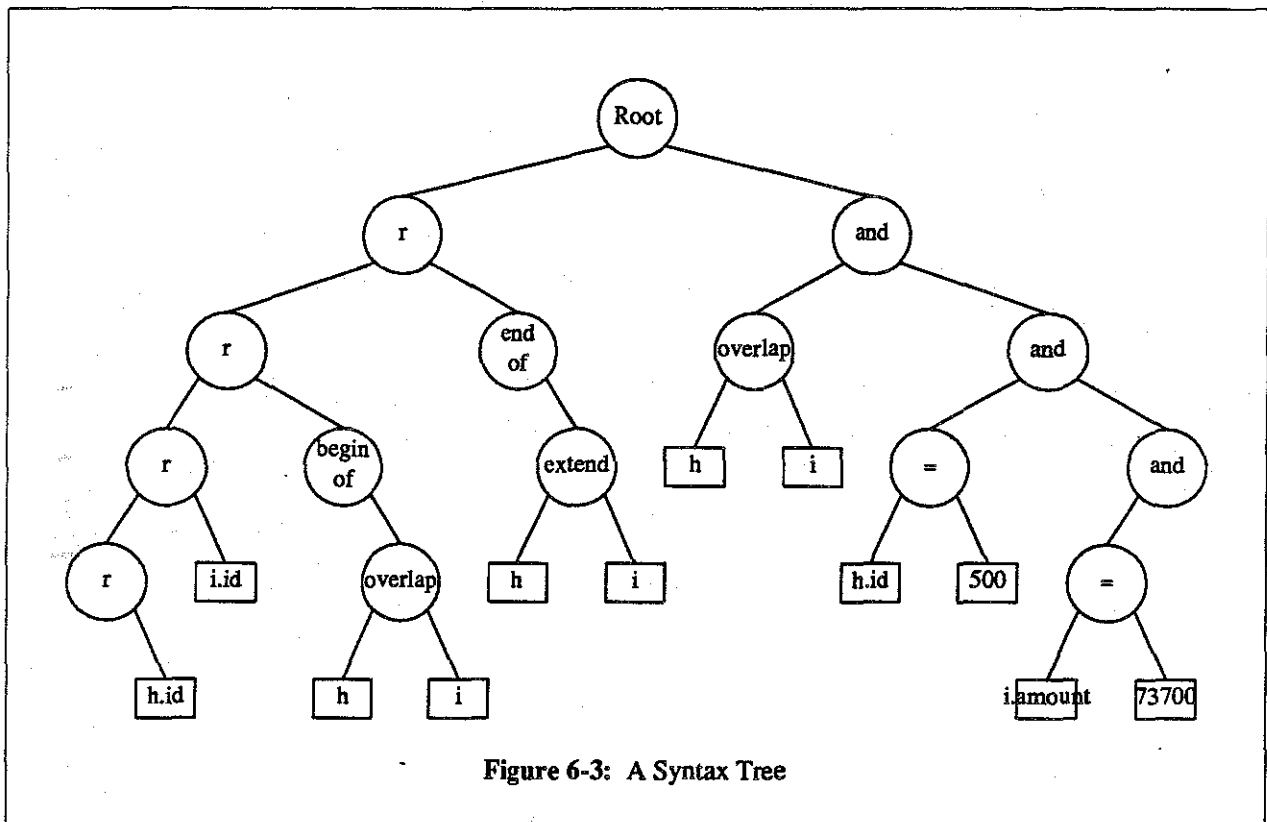 Root
r and
r end of overlap and
r begin of extend h i = and
r i.id overlap h i h.id 500 =
h.id h i i.amount 73700
Figure 6-3: A Syntax Tree